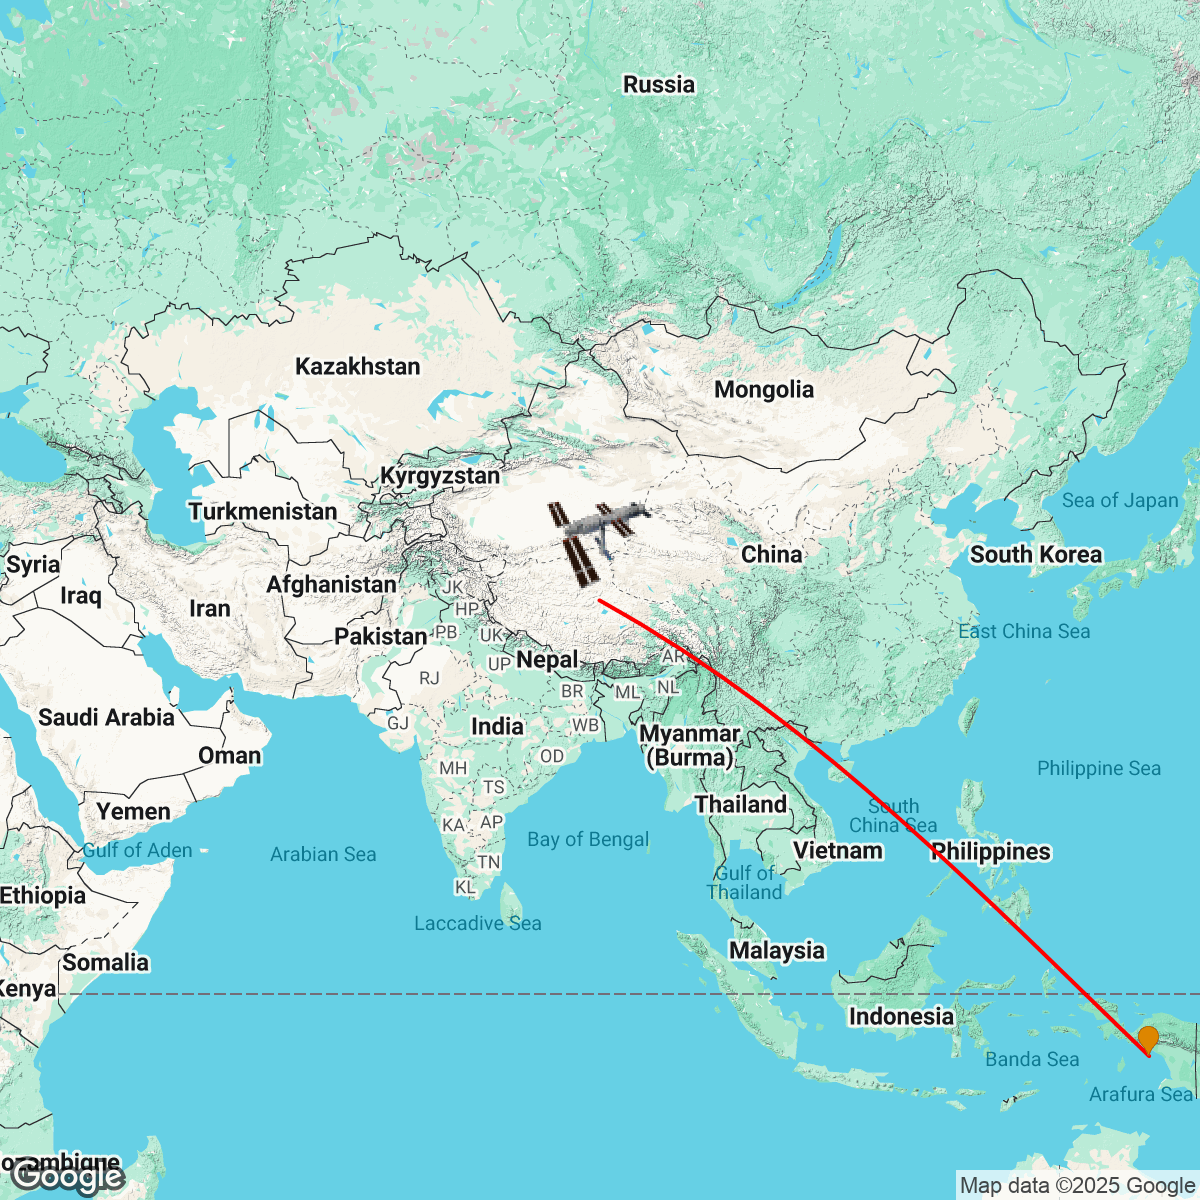 Russia
Kazakhstan
Mongolia
Kyrgyzstan
Sea of Japan
Turkmenistan
China
South Korea
Syria
Afghanistan
JK
Iraq
Iran
HP
Pakistan
PB
UK
East China Sea
Nepal
UP
AR
RJ
BR
ML
NL
Saudi Arabia
GJ
India
WB
Myanmar
(Burma)
Oman
OD
MH
Philippine Sea
TS
Yemen
Thailand
South
China Sea
KA
AP
Gulf of Aden
Arabian Sea
Bay of Bengal
Vietnam
Philippines
TN
Gulf of
Thailand
KL
Ethiopia
Laccadive Sea
Malaysia
Somalia
Kenya
Indonesia
Banda Sea
Arafura Sea
ozambique
Google
Map data ©2025 Google